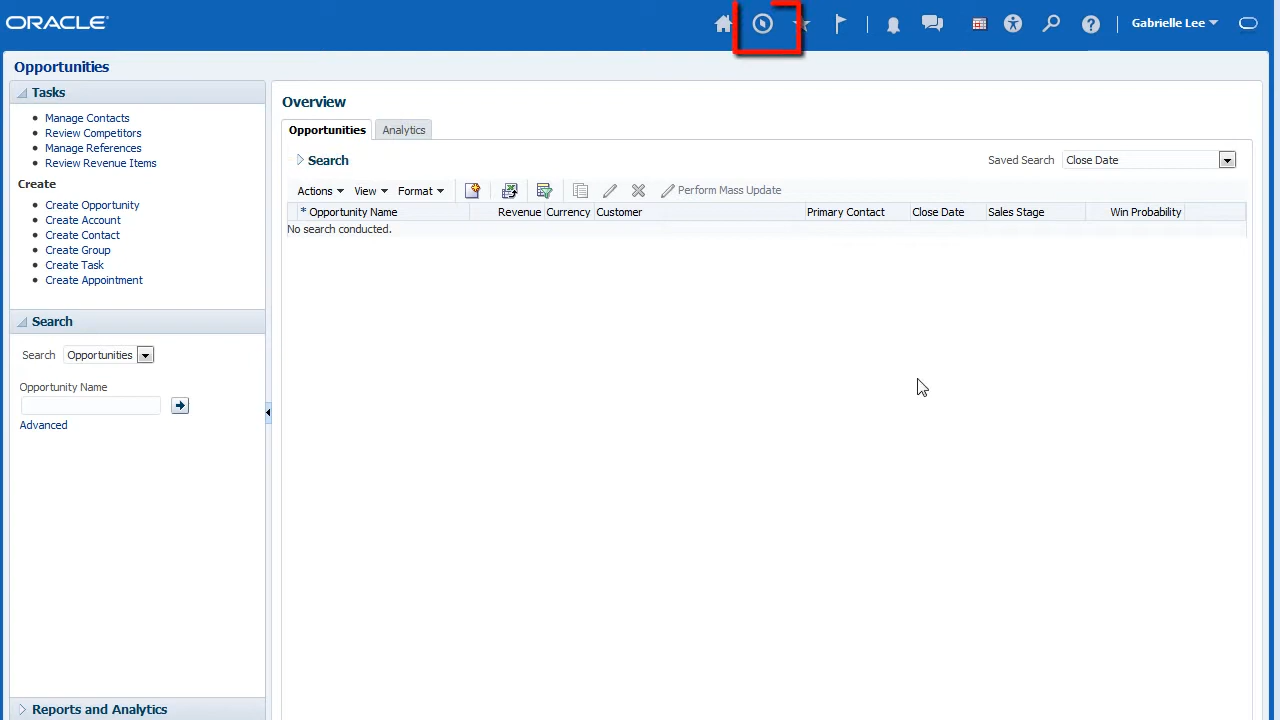 ORACLE
Gabrielle Lee
Opportunities
Tasks
Manage Contacts
Review Competitors
Manage References
Review Revenue Items
Create
Create Opportunity
Create Account
Create Contact
Create Group
Create Task
Create Appointment
Search
Search Opportunities
Opportunity Name
Advanced
Reports and Analytics
Overview
Opportunities Analytics
Search
Saved Search Close Date
Actions View Format Perform Mass Update
* Opportunity Name Revenue Currency Customer Primary Contact Close Date Sales Stage Win Probability
No search conducted.